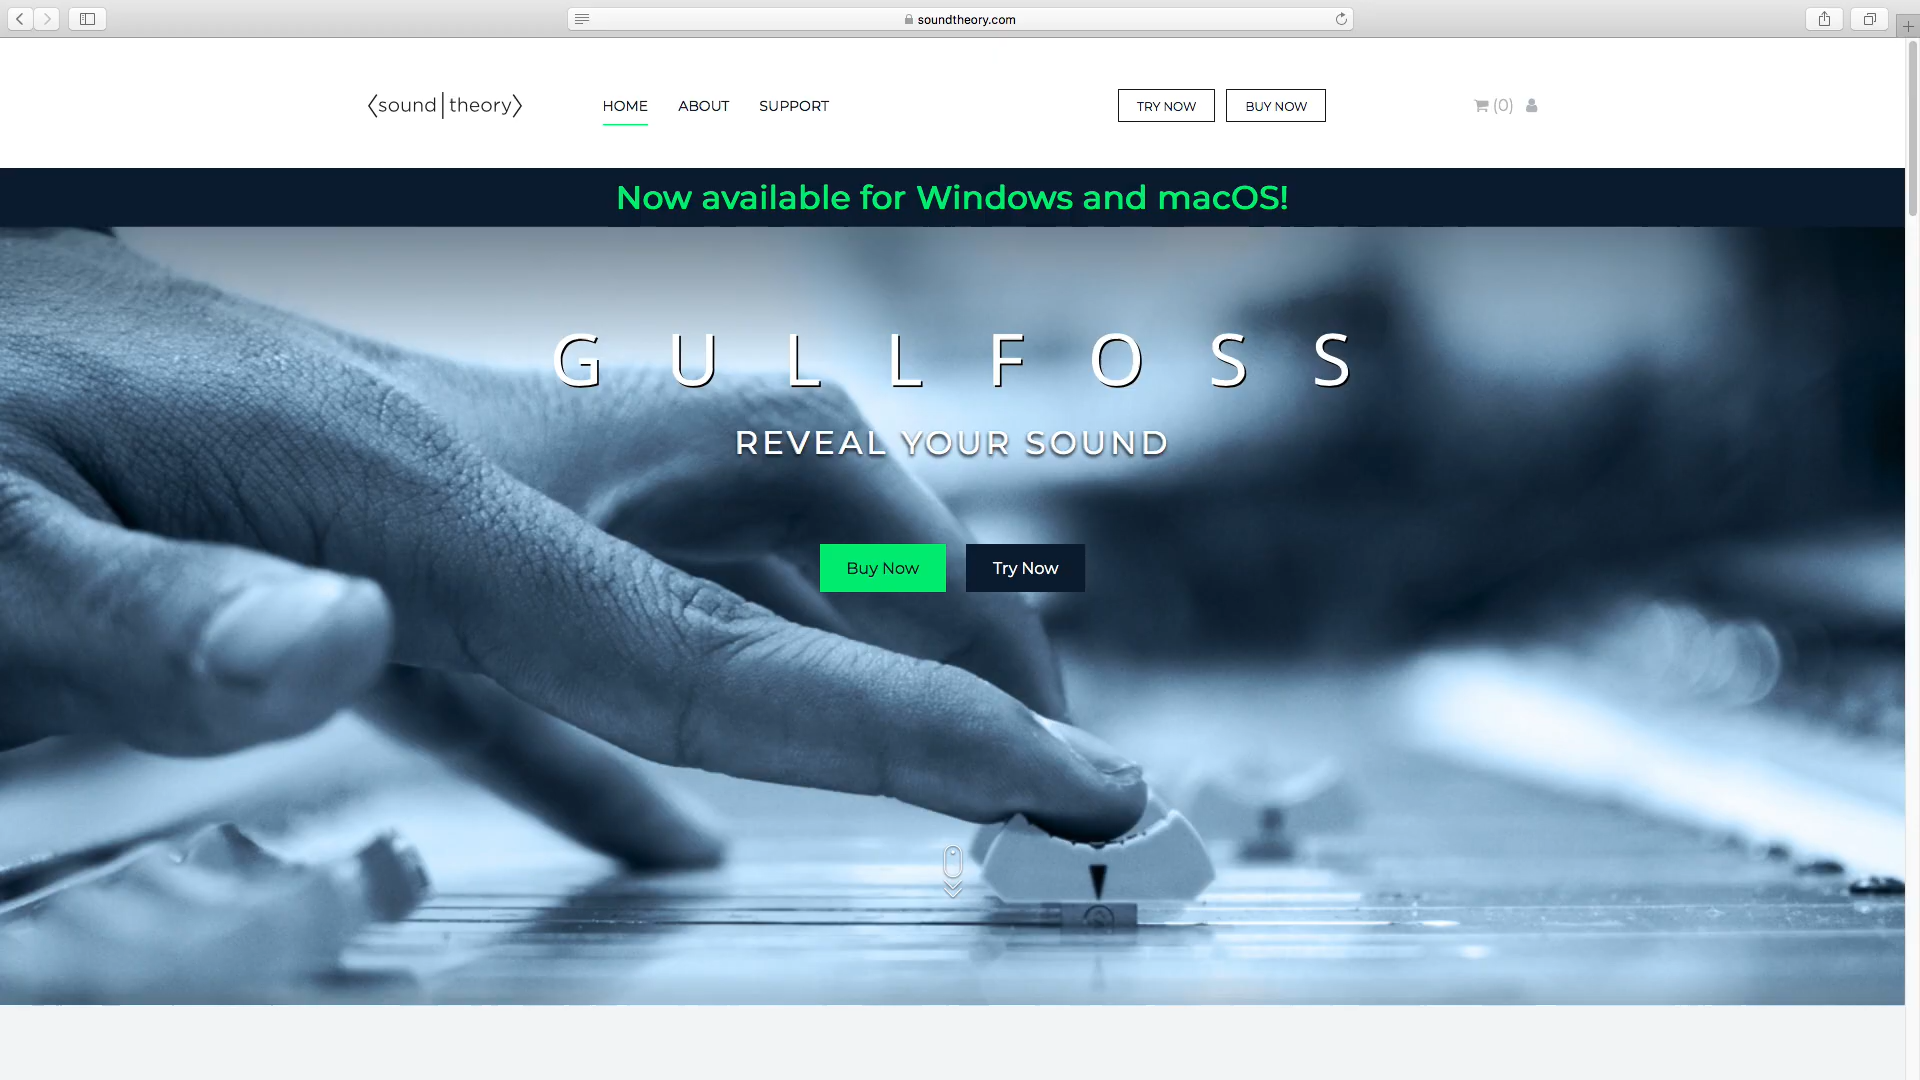 soundtheory.com
sound|theory
HOME ABOUT SUPPORT
TRY NOW BUY NOW
(0)
Now available for Windows and macOS!
GULLFOSS
REVEAL YOUR SOUND
Buy Now Try Now